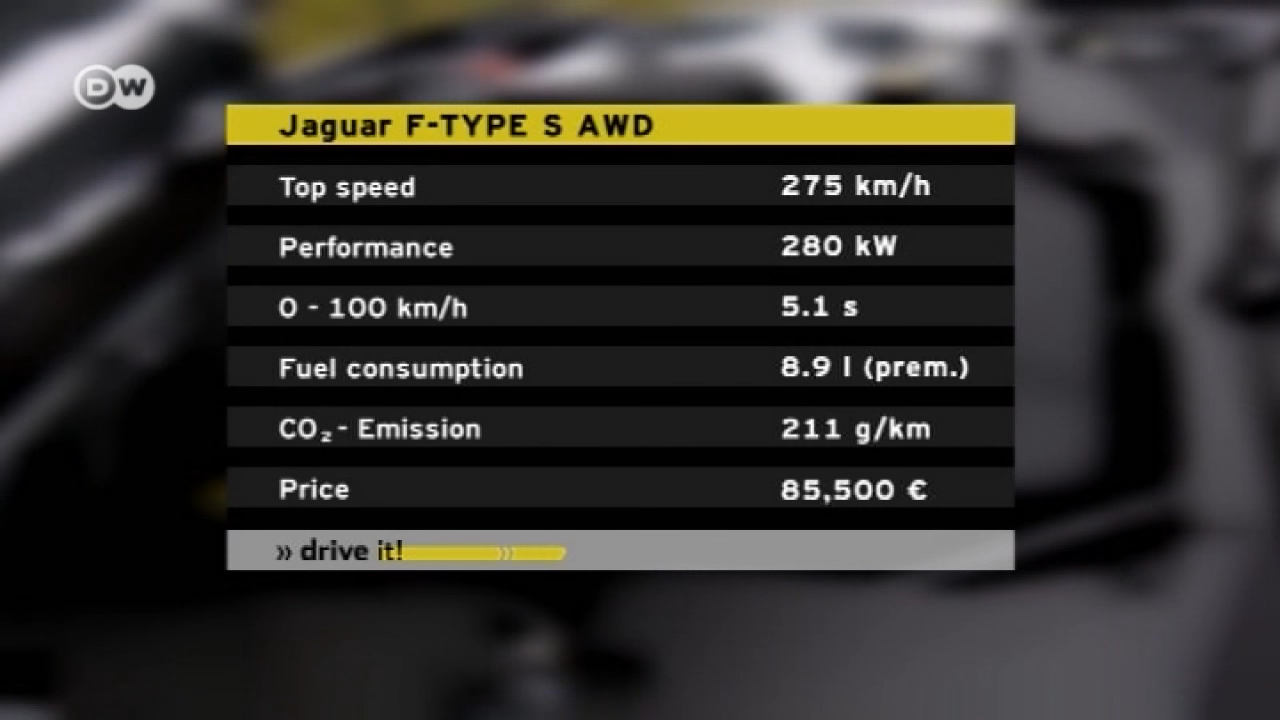 DW
Jaguar F-TYPE S AWD
Top speed 275 km/h
Performance 280 kW
0 - 100 km/h 5.1 s
Fuel consumption 8.9 l (prem.)
CO₂- Emission 211 g/km
Price 85,500 €
» drive it!